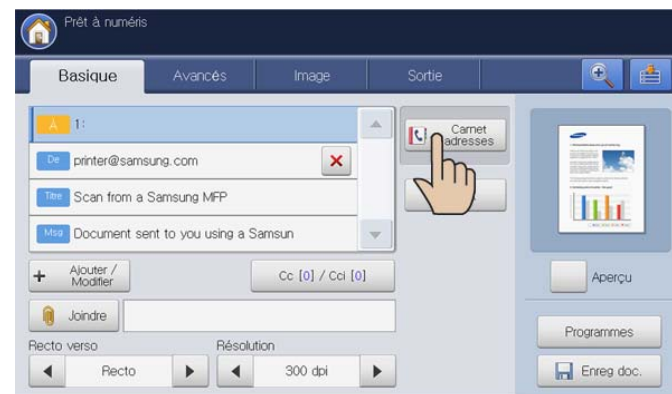 Prêt à numéris
Basique
Avancés
Image
Sortie
À 1:
De printer@samsung.com
Titre Scan from a Samsung MFP
Msg Document sent to you using a Samsun
Carnet
adresses
+ Ajouter /
Modifier
Cc [0] / Cci [0]
Joindre
Recto verso
Résolution
Recto
300 dpi
Aperçu
Programmes
Enreg doc.